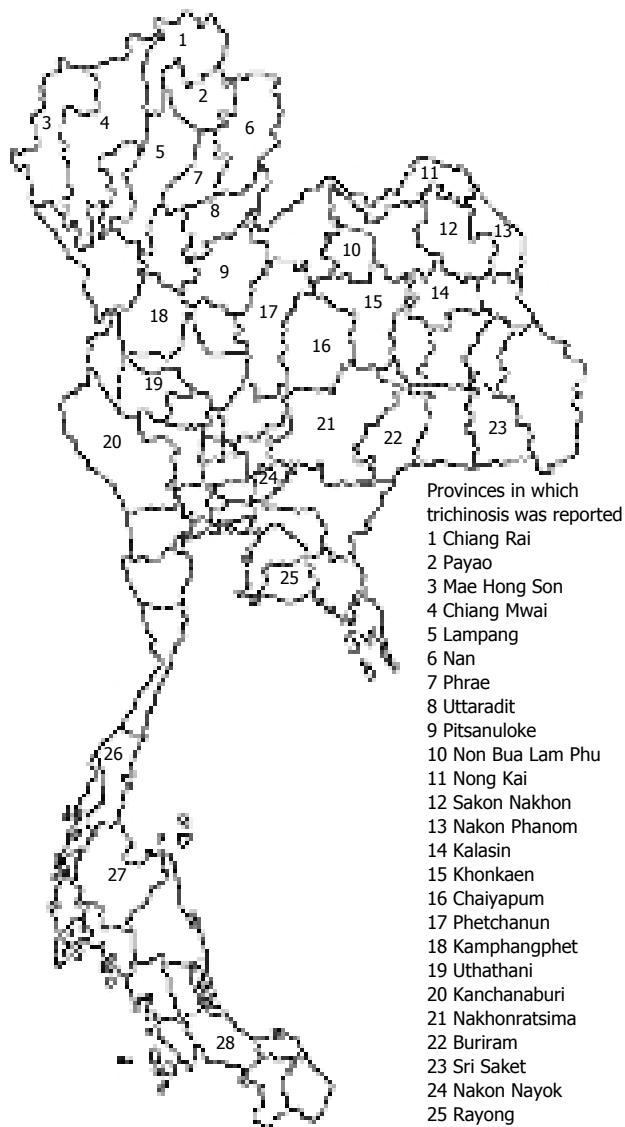 1
2
3
4
5
6
7
8
9
10
11
12
13
14
15
16
17
18
19
20
21
22
23
24
25
26
27
28
Provinces in which
trichinosis was reported
1 Chiang Rai
2 Payao
3 Mae Hong Son
4 Chiang Mwai
5 Lampang
6 Nan
7 Phrae
8 Uttaradit
9 Pitsanuloke
10 Non Bua Lam Phu
11 Nong Kai
12 Sakon Nakhon
13 Nakon Phanom
14 Kalasin
15 Khonkaen
16 Chaiyapum
17 Phetchanun
18 Kamphangphet
19 Uthathani
20 Kanchanaburi
21 Nakhonratsima
22 Buriram
23 Sri Saket
24 Nakon Nayok
25 Rayong